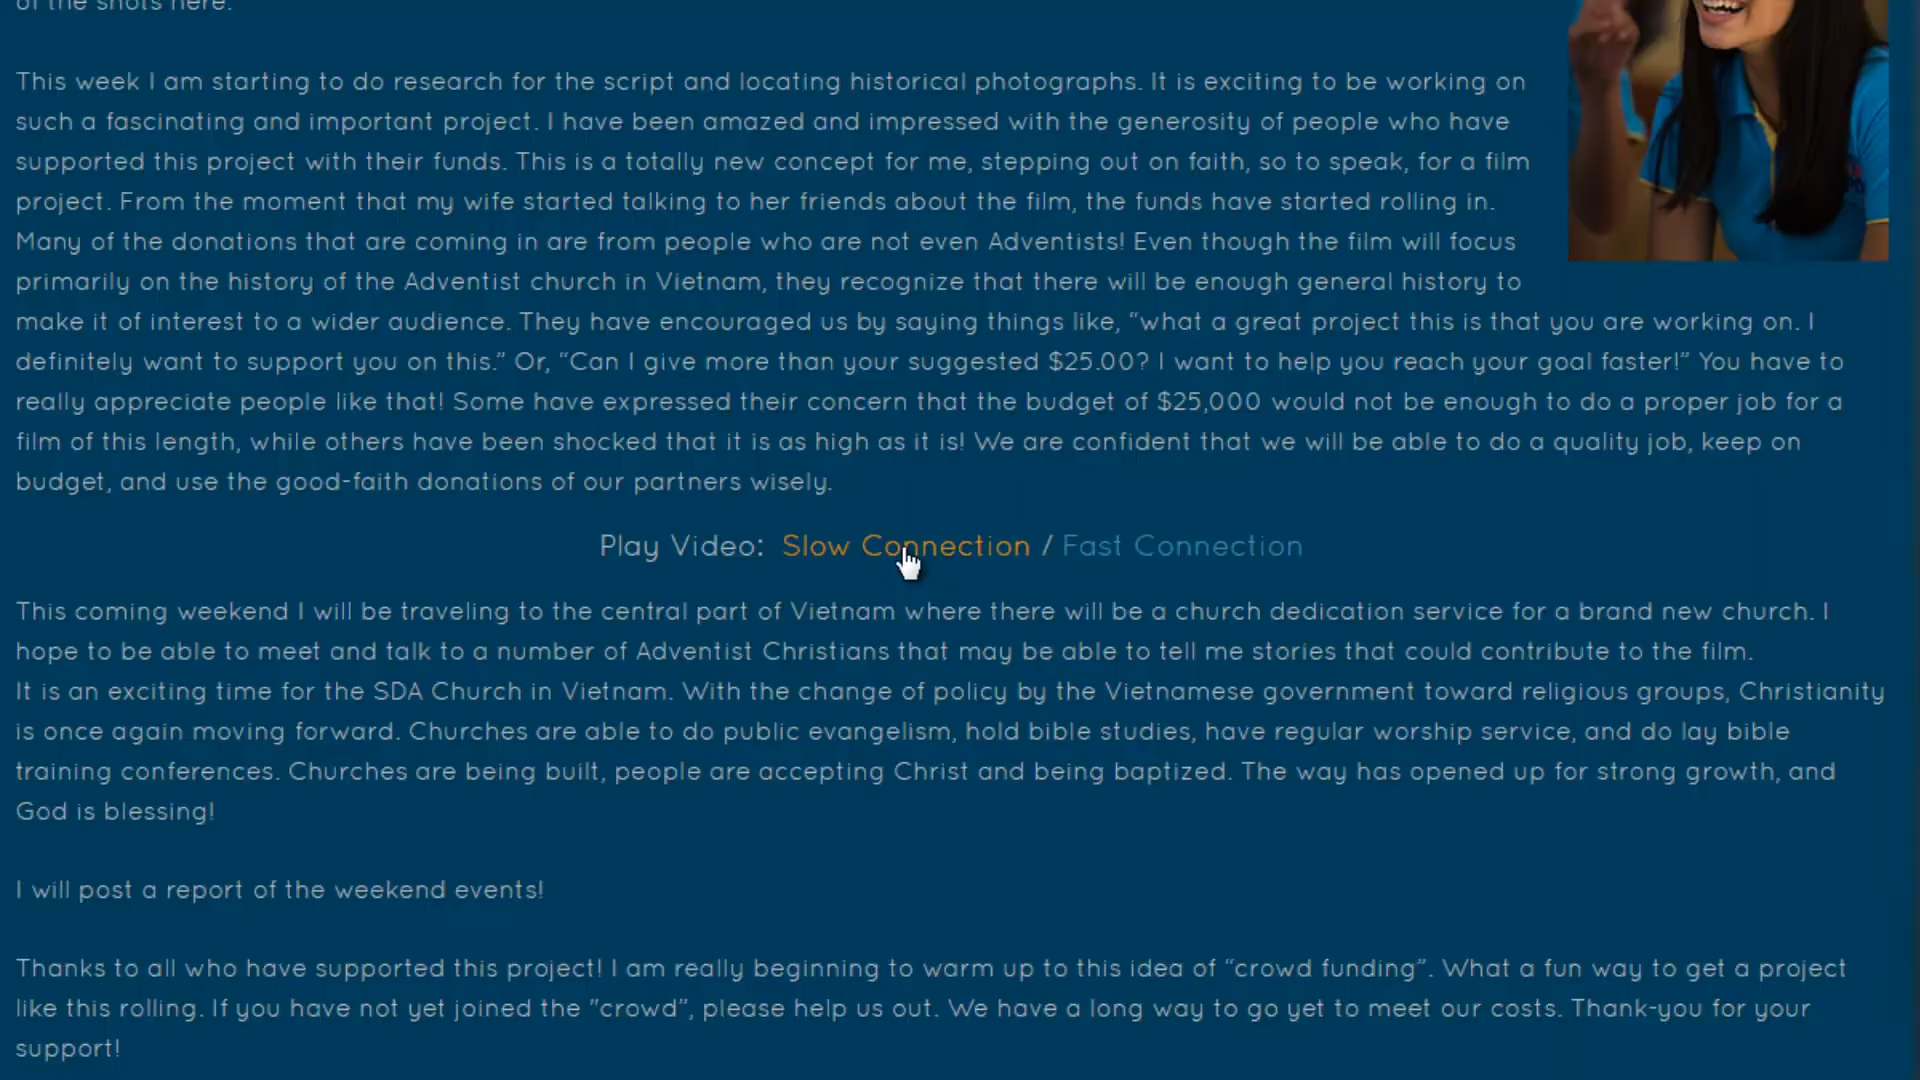 of the shots here.
This week I am starting to do research for the script and locating historical photographs. It is exciting to be working on
such a fascinating and important project. I have been amazed and impressed with the generosity of people who have
supported this project with their funds. This is a totally new concept for me, stepping out on faith, so to speak, for a film
project. From the moment that my wife started talking to her friends about the film, the funds have started rolling in.
Many of the donations that are coming in are from people who are not even Adventists! Even though the film will focus
primarily on the history of the Adventist church in Vietnam, they recognize that there will be enough general history to
make it of interest to a wider audience. They have encouraged us by saying things like, “what a great project this is that you are working on. I
definitely want to support you on this.” Or, “Can I give more than your suggested $25.00? I want to help you reach your goal faster!” You have to
really appreciate people like that! Some have expressed their concern that the budget of $25,000 would not be enough to do a proper job for a
film of this length, while others have been shocked that it is as high as it is! We are confident that we will be able to do a quality job, keep on
budget, and use the good-faith donations of our partners wisely.
Play Video: Slow Connection / Fast Connection
This coming weekend I will be traveling to the central part of Vietnam where there will be a church dedication service for a brand new church. I
hope to be able to meet and talk to a number of Adventist Christians that may be able to tell me stories that could contribute to the film.
It is an exciting time for the SDA Church in Vietnam. With the change of policy by the Vietnamese government toward religious groups, Christianity
is once again moving forward. Churches are able to do public evangelism, hold bible studies, have regular worship service, and do lay bible
training conferences. Churches are being built, people are accepting Christ and being baptized. The way has opened up for strong growth, and
God is blessing!
I will post a report of the weekend events!
Thanks to all who have supported this project! I am really beginning to warm up to this idea of “crowd funding”. What a fun way to get a project
like this rolling. If you have not yet joined the "crowd”, please help us out. We have a long way to go yet to meet our costs. Thank-you for your
support!